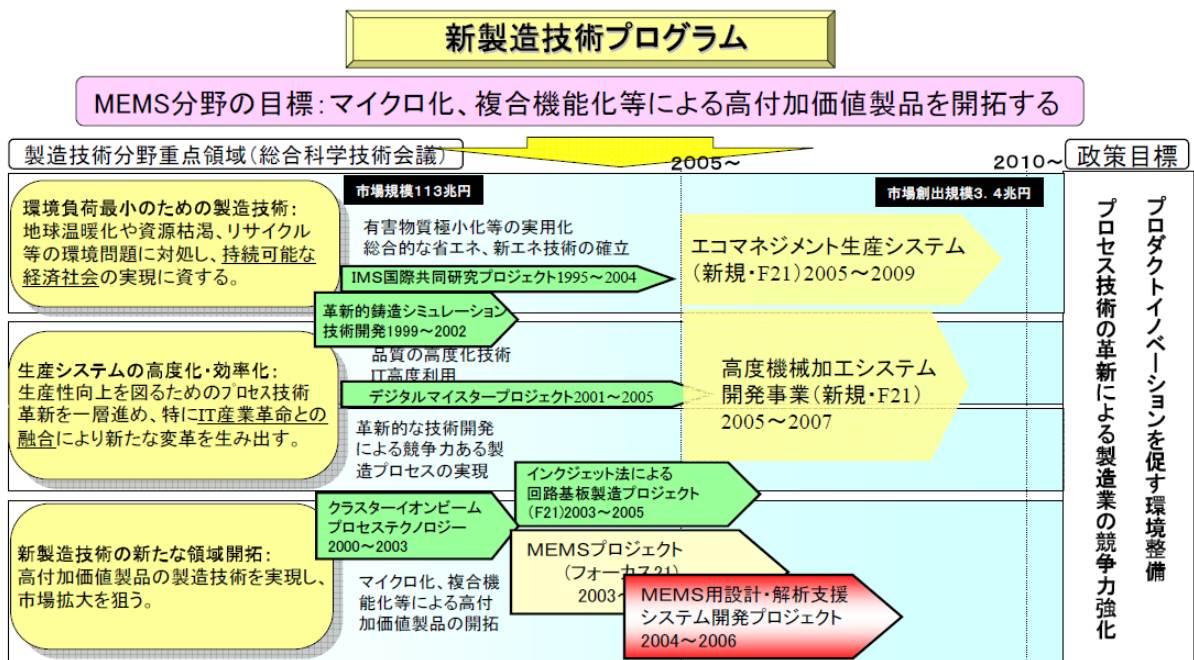 新製造技術プログラム
MEMS分野の目標：マイクロ化、複合機能化等による高付加価値製品を開拓する
製造技術分野重点領域（総合科学技術会議）
2005～
2010～
政策目標
市場規模113兆円
市場創出規模3．4兆円
環境負荷最小のための製造技術：
地球温暖化や資源枯渇、リサイクル
等の環境問題に対処し、持続可能な
経済社会の実現に資する。
有害物質極小化等の実用化
総合的な省エネ、新エネ技術の確立
IMS国際共同研究プロジェクト1995～2004
エコマネジメント生産システム
（新規・F21）2005～2009
革新的鋳造シミュレーション
技術開発1999～2002
生産システムの高度化・効率化：
生産性向上を図るためのプロセス技術
革新を一層進め、特にIT産業革命との
融合により新たな変革を生み出す。
品質の高度化技術
IT高度利用
デジタルマイスタープロジェクト2001～2005
高度機械加工システム
開発事業（新規・F21）
2005～2007
革新的な技術開発
による競争力ある製
造プロセスの実現
インクジェット法による
回路基板製造プロジェクト
(F21)2003～2005
クラスターイオンビーム
プロセステクノロジー
2000～2003
新製造技術の新たな領域開拓：
高付加価値製品の製造技術を実現し、
市場拡大を狙う。
マイクロ化、複合機
能化等による高付
加価値製品の開拓
MEMSプロジェクト
（フォーカス21）
2003～
MEMS用設計・解析支援
システム開発プロジェクト
2004～2006
プロダクトイノベーションを促す環境整備
プロセス技術の革新による製造業の競争力強化